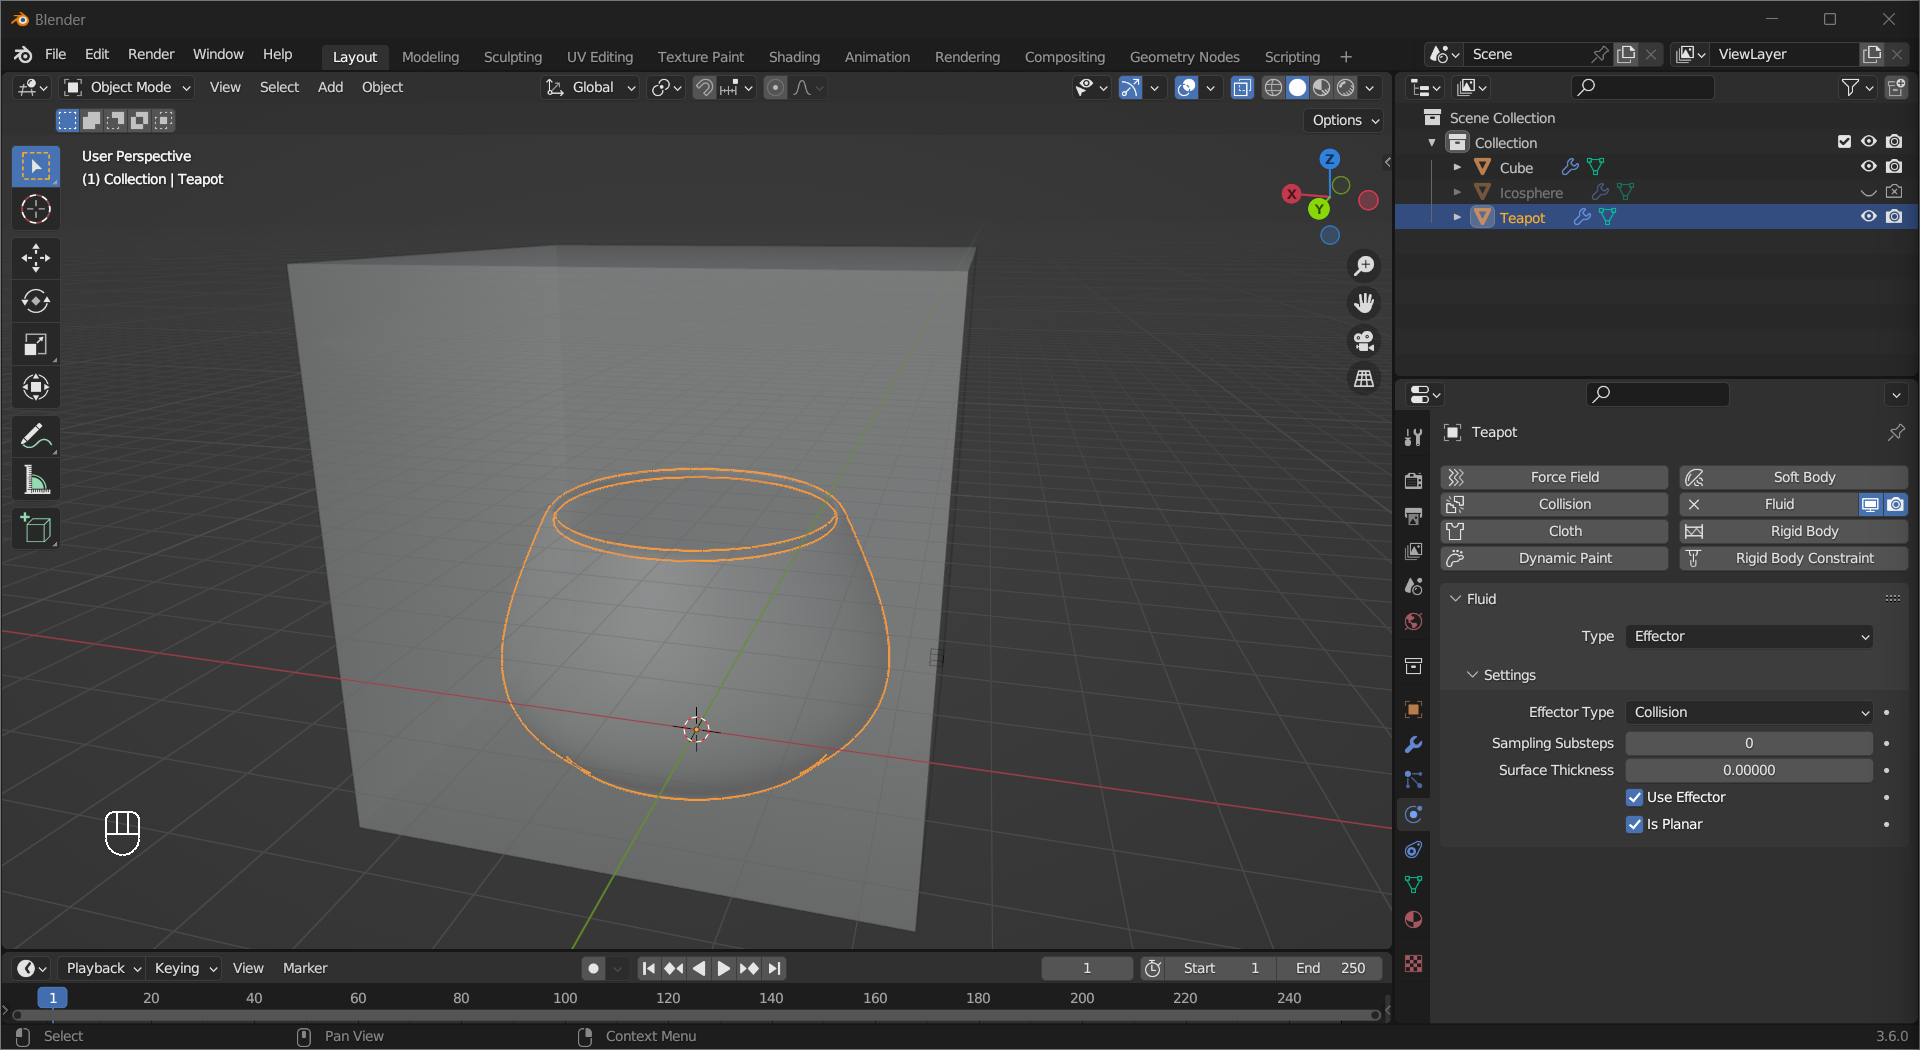 Blender
File Edit Render Window Help Layout Modeling Sculpting UV Editing Texture Paint Shading Animation Rendering Compositing Geometry Nodes Scripting + Scene ViewLayer
Object Mode View Select Add Object Global
Options
User Perspective
(1) Collection | Teapot
Z
X
Y
Scene Collection
Collection
Cube
Icosphere
Teapot
Teapot
Force Field Soft Body
Collision Fluid
Cloth Rigid Body
Dynamic Paint Rigid Body Constraint
Fluid
Type Effector
Settings
Effector Type Collision
Sampling Substeps 0
Surface Thickness 0.00000
Use Effector
Is Planar
Playback Keying View Marker 1 Start 1 End 250
1 20 40 60 80 100 120 140 160 180 200 220 240
Select Pan View Context Menu 3.6.0